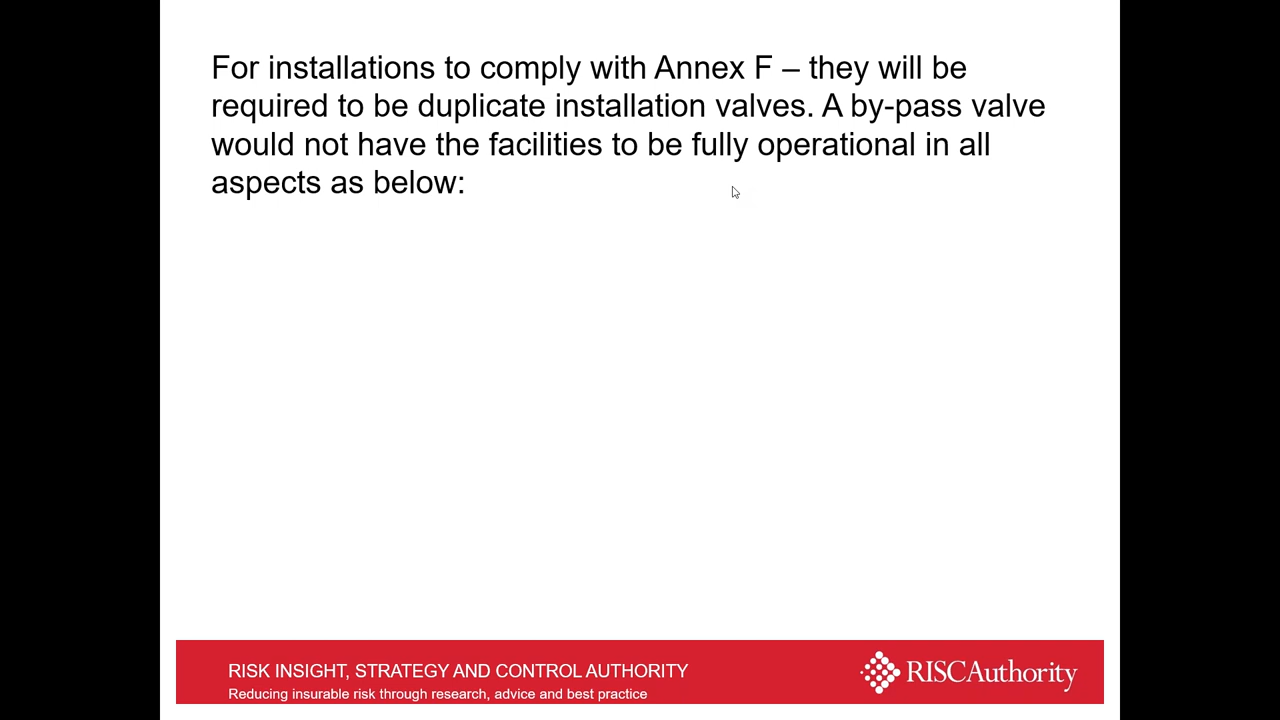 For installations to comply with Annex F – they will be
required to be duplicate installation valves. A by-pass valve
would not have the facilities to be fully operational in all
aspects as below:
RISK INSIGHT, STRATEGY AND CONTROL AUTHORITY
Reducing insurable risk through research, advice and best practice
RISCAuthority